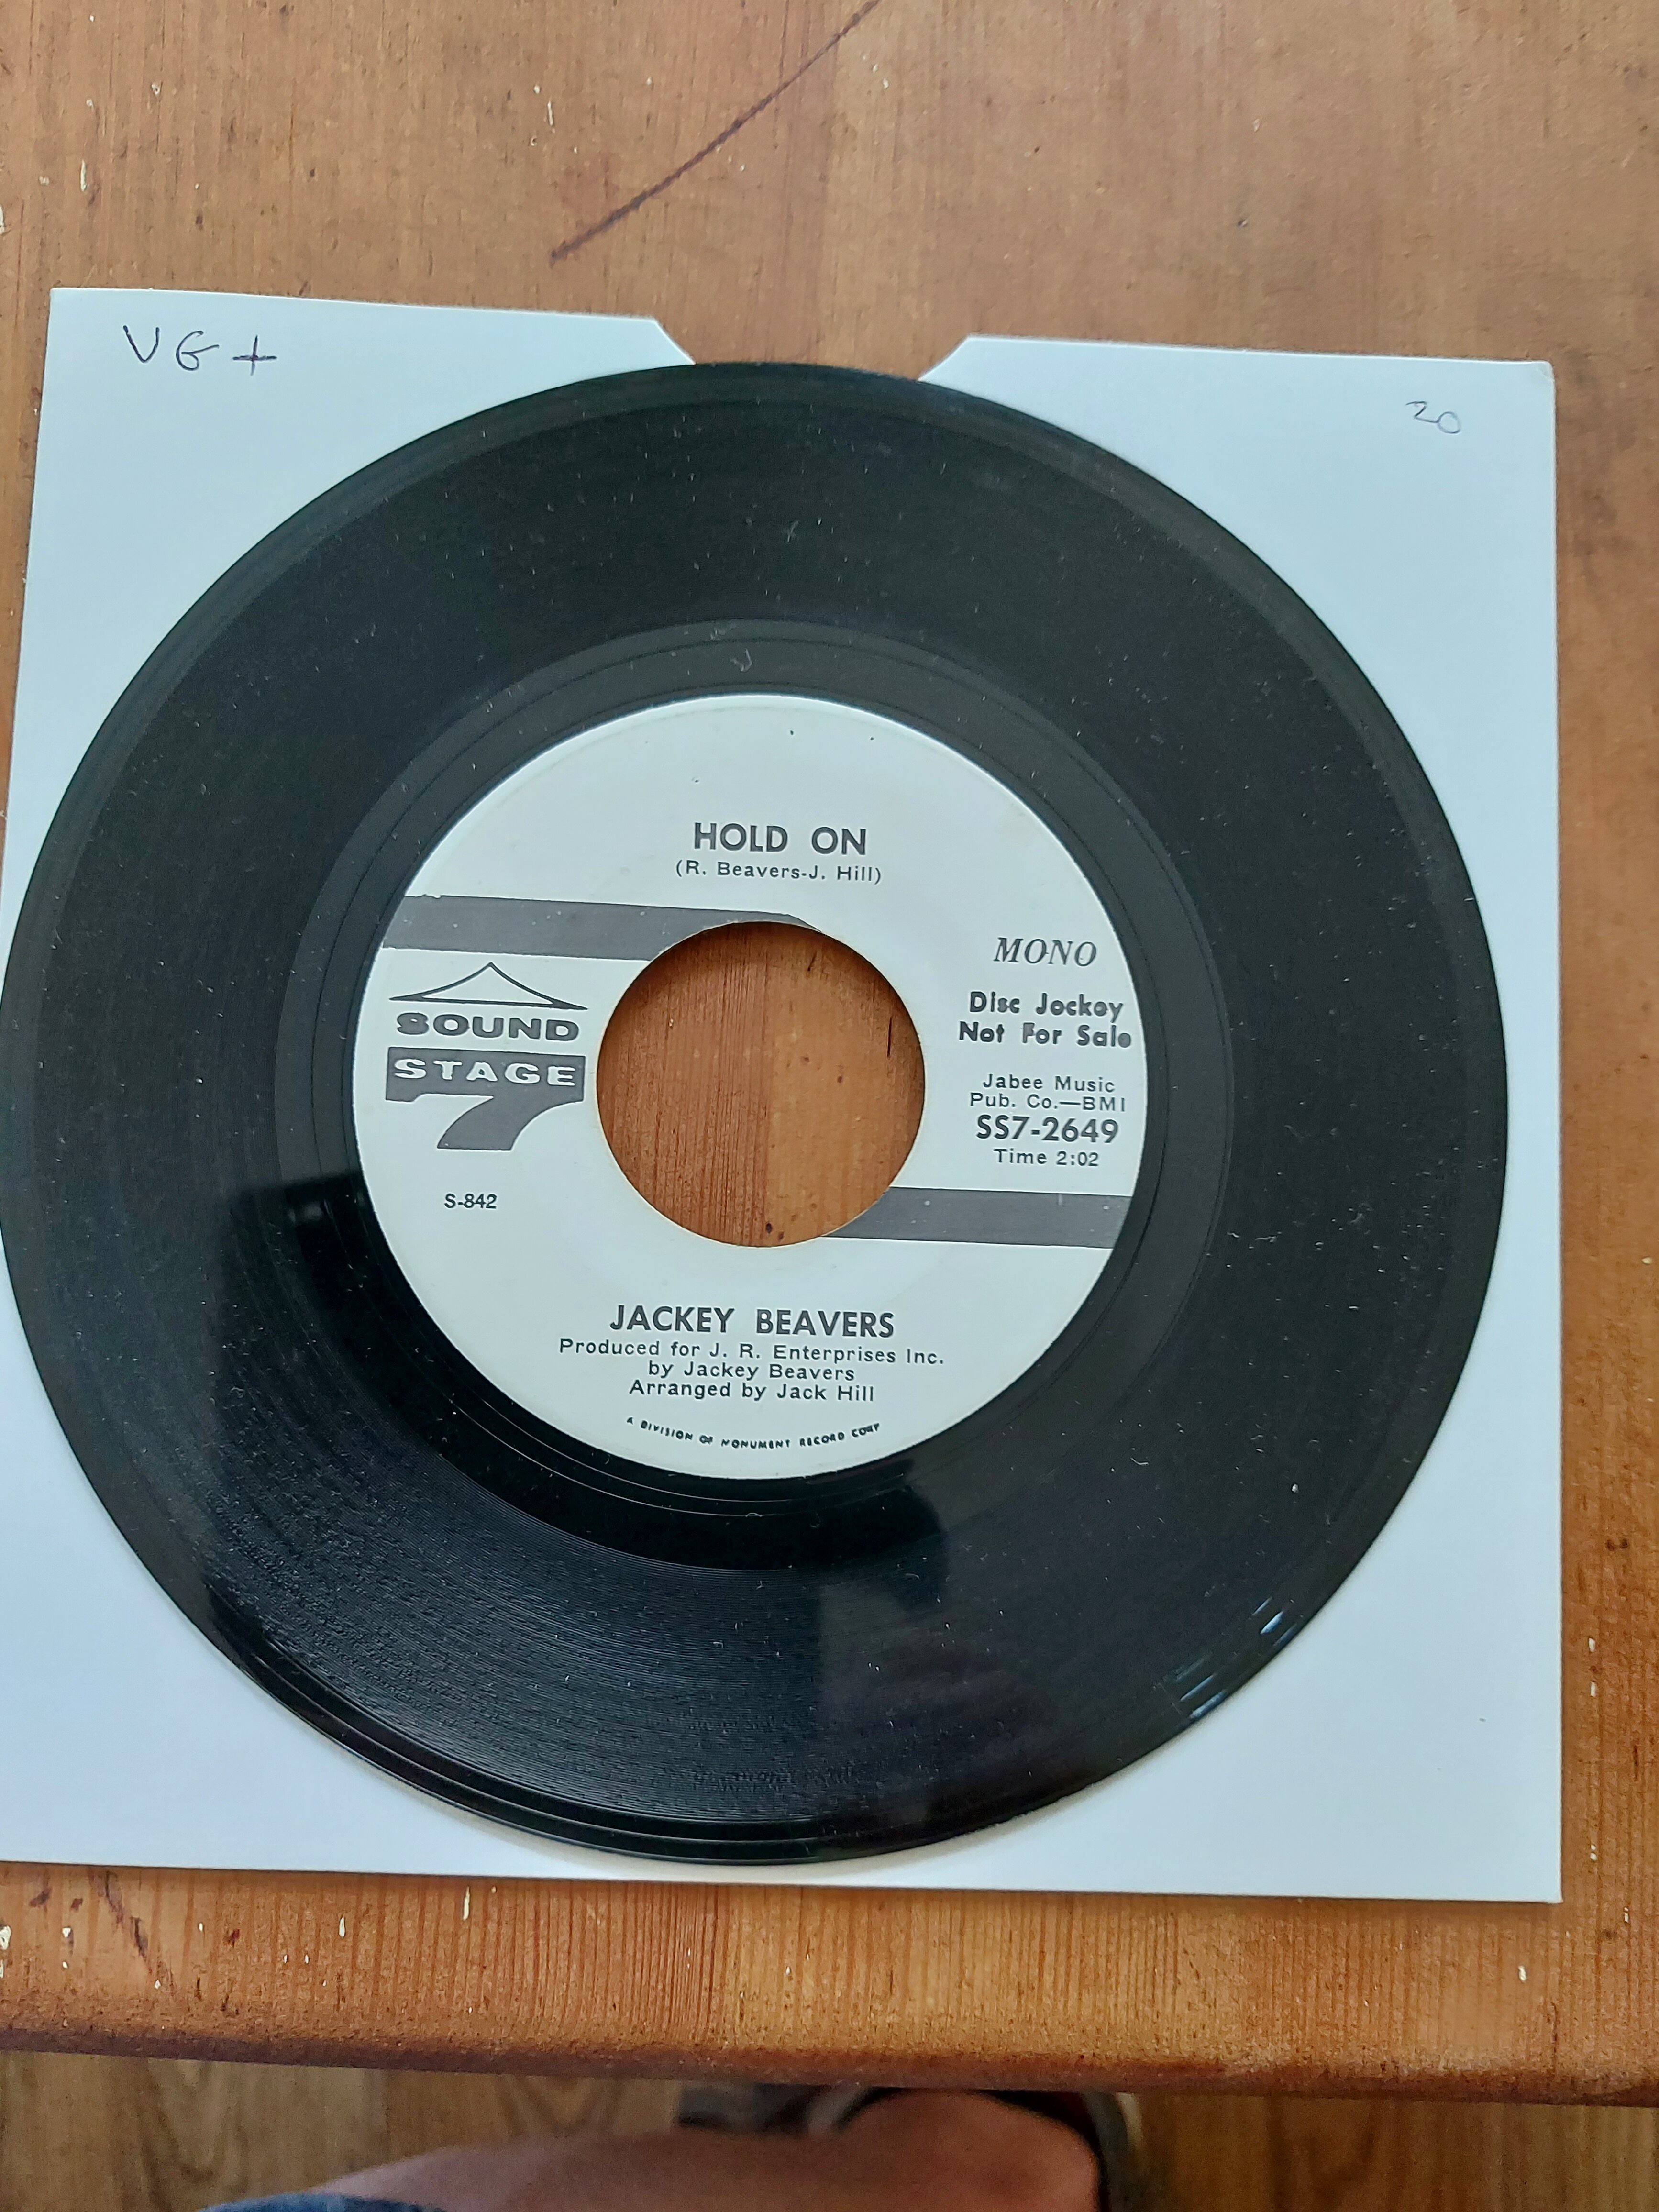 VG+
20
HOLD ON
(R. Beavers-J. Hill)
MONO
Disc Jockey
Not For Sale
SOUND
STAGE
7
Jabee Music
Pub. Co.—BMI
SS7-2649
Time 2:02
S-842
JACKEY BEAVERS
Produced for J. R. Enterprises Inc.
by Jackey Beavers
Arranged by Jack Hill
A DIVISION OF MONUMENT RECORD CORP